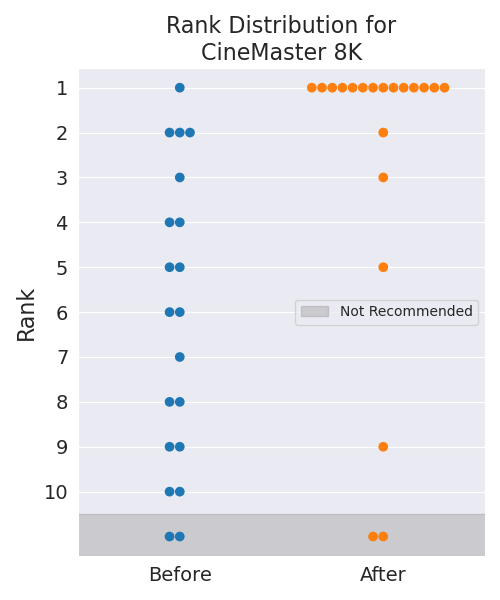 Rank Distribution for
CineMaster 8K
1
2
3
4
5
6
7
8
9
10
Rank
Not Recommended
Before
After